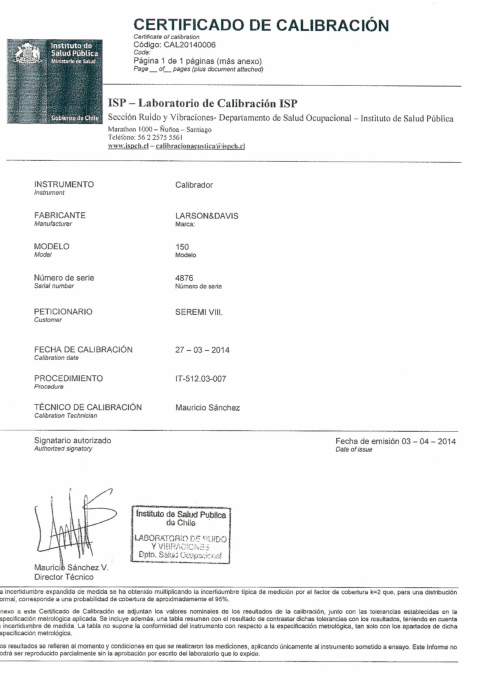 CERTIFICADO DE CALIBRACIÓN
Certificate of calibration
Código: CAL20140006
Code:
Página 1 de 1 páginas (más anexo)
Page __ of__ pages (plus document attached)
Instituto de
Salud Pública
Ministerio de Salud
Gobierno de Chile
ISP – Laboratorio de Calibración ISP
Sección Ruido y Vibraciones- Departamento de Salud Ocupacional – Instituto de Salud Pública
Marathon 1000 – Ñuñoa – Santiago
Teléfono: 56 2 2575 5561
www.ispch.cl – calibracionacustica@ispch.cl
INSTRUMENTO Calibrador
Instrument
FABRICANTE LARSON&DAVIS
Manufacturer Marca:
MODELO 150
Model Modelo
Número de serie 4876
Serial number Número de serie
PETICIONARIO SEREMI VIII.
Customer
FECHA DE CALIBRACIÓN 27 – 03 – 2014
Calibration date
PROCEDIMIENTO IT-512.03-007
Procedure
TÉCNICO DE CALIBRACIÓN Mauricio Sánchez
Calibration Technician
Signatario autorizado Fecha de emisión 03 – 04 – 2014
Authorized signatory Date of issue
Instituto de Salud Publica
de Chile
LABORATORIO DE RUIDO
Y VIBRACIONES
Dpto. Salud Ocupacional
Mauricio Sánchez V.
Director Técnico
a incertidumbre expandida de medida se ha obtenido multiplicando la incertidumbre típica de medición por el factor de cobertura k=2 que, para una distribución
ormal, corresponde a una probabilidad de cobertura de aproximadamente el 95%.
nexo a este Certificado de Calibración se adjuntan los valores nominales de los resultados de la calibración, junto con las tolerancias establecidas en la
specificación metrológica aplicada. Se incluye además, una tabla resumen con el resultado de contrastar dichas tolerancias con los resultados, teniendo en cuenta
incertidumbre de medida. La tabla no supone la conformidad del instrumento con respecto a la especificación metrológica, tan solo con los apartados de dicha
specificación metrológica.
os resultados se refieren al momento y condiciones en que se realizaron las mediciones, aplicando únicamente al instrumento sometido a ensayo. Este Informe no
odrá ser reproducido parcialmente sin la aprobación por escrito del laboratorio que lo expide.